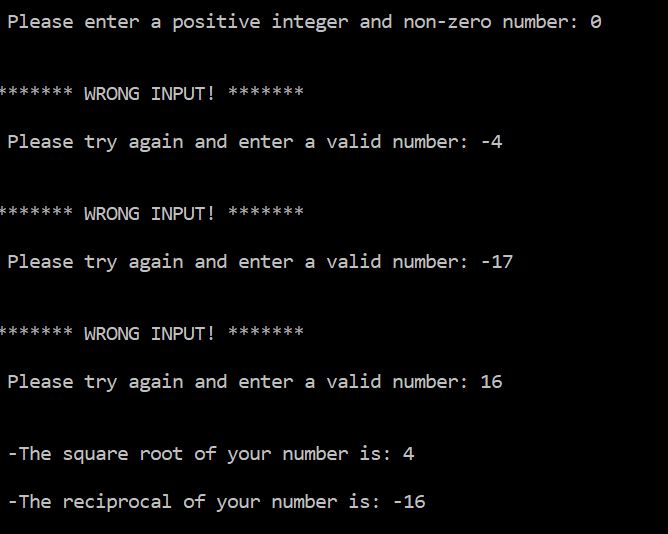 Please enter a positive integer and non-zero number: 0
******* WRONG INPUT! *******
Please try again and enter a valid number: -4
******* WRONG INPUT! *******
Please try again and enter a valid number: -17
******* WRONG INPUT! *******
Please try again and enter a valid number: 16
-The square root of your number is: 4
-The reciprocal of your number is: -16